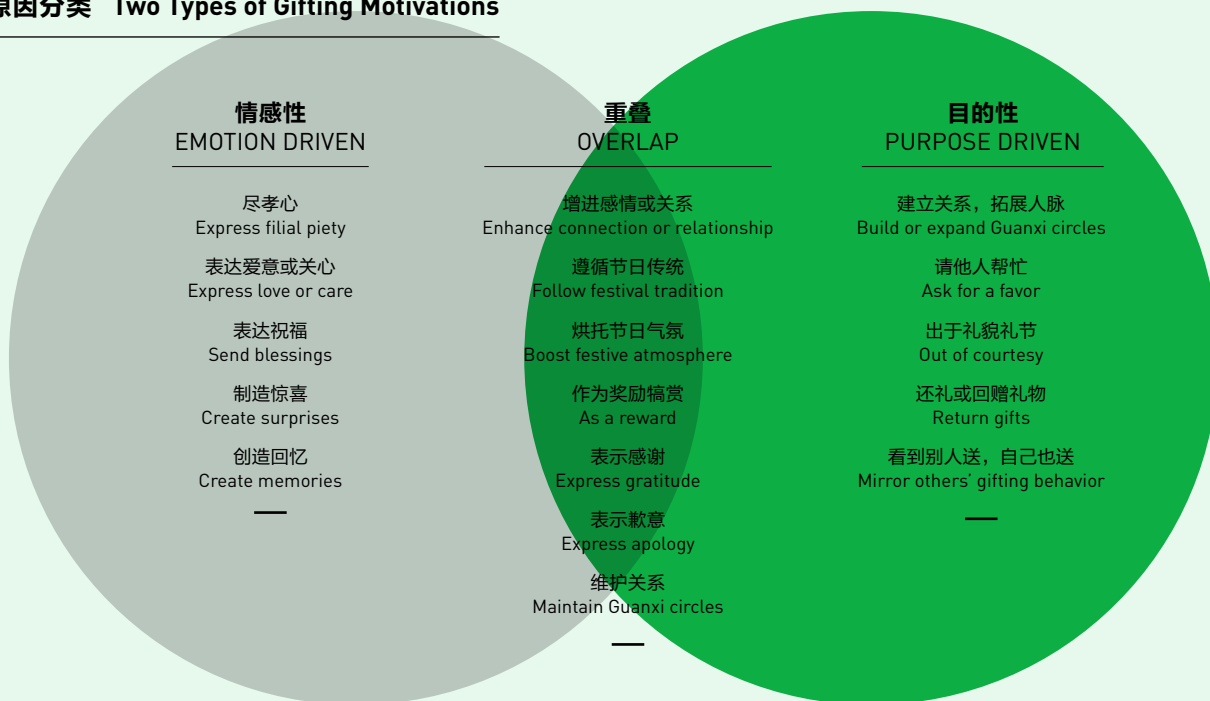 原因分类 Two Types of Gifting Motivations
情感性
EMOTION DRIVEN
尽孝心
Express filial piety
表达爱意或关心
Express love or care
表达祝福
Send blessings
制造惊喜
Create surprises
创造回忆
Create memories
重叠
OVERLAP
增进感情或关系
Enhance connection or relationship
遵循节日传统
Follow festival tradition
烘托节日气氛
Boost festive atmosphere
作为奖励犒赏
As a reward
表示感谢
Express gratitude
表示歉意
Express apology
维护关系
Maintain Guanxi circles
目的性
PURPOSE DRIVEN
建立关系，拓展人脉
Build or expand Guanxi circles
请他人帮忙
Ask for a favor
出于礼貌礼节
Out of courtesy
还礼或回赠礼物
Return gifts
看到别人送，自己也送
Mirror others' gifting behavior